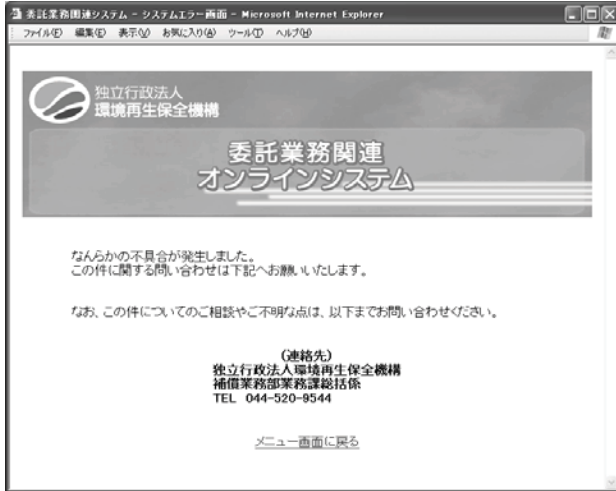 委託業務関連システム - システムエラー画面 - Microsoft Internet Explorer
ファイル(F) 編集(E) 表示(V) お気に入り(A) ツール(T) ヘルプ(H)
独立行政法人
環境再生保全機構
委託業務関連
オンラインシステム
なんらかの不具合が発生しました。
この件に関する問い合わせは下記へお願いいたします。
なお、この件についてのご相談やご不明な点は、以下までお問い合わせください。
(連絡先)
独立行政法人環境再生保全機構
補償業務部業務課総括係
TEL 044-520-9544
メニュー画面に戻る